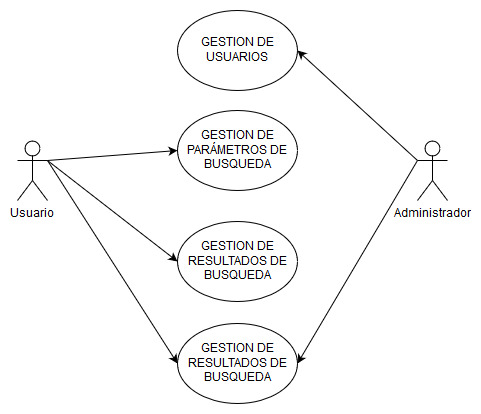 GESTION DE
USUARIOS
GESTION DE
PARÁMETROS DE
BUSQUEDA
Usuario
Administrador
GESTION DE
RESULTADOS DE
BUSQUEDA
GESTION DE
RESULTADOS DE
BUSQUEDA